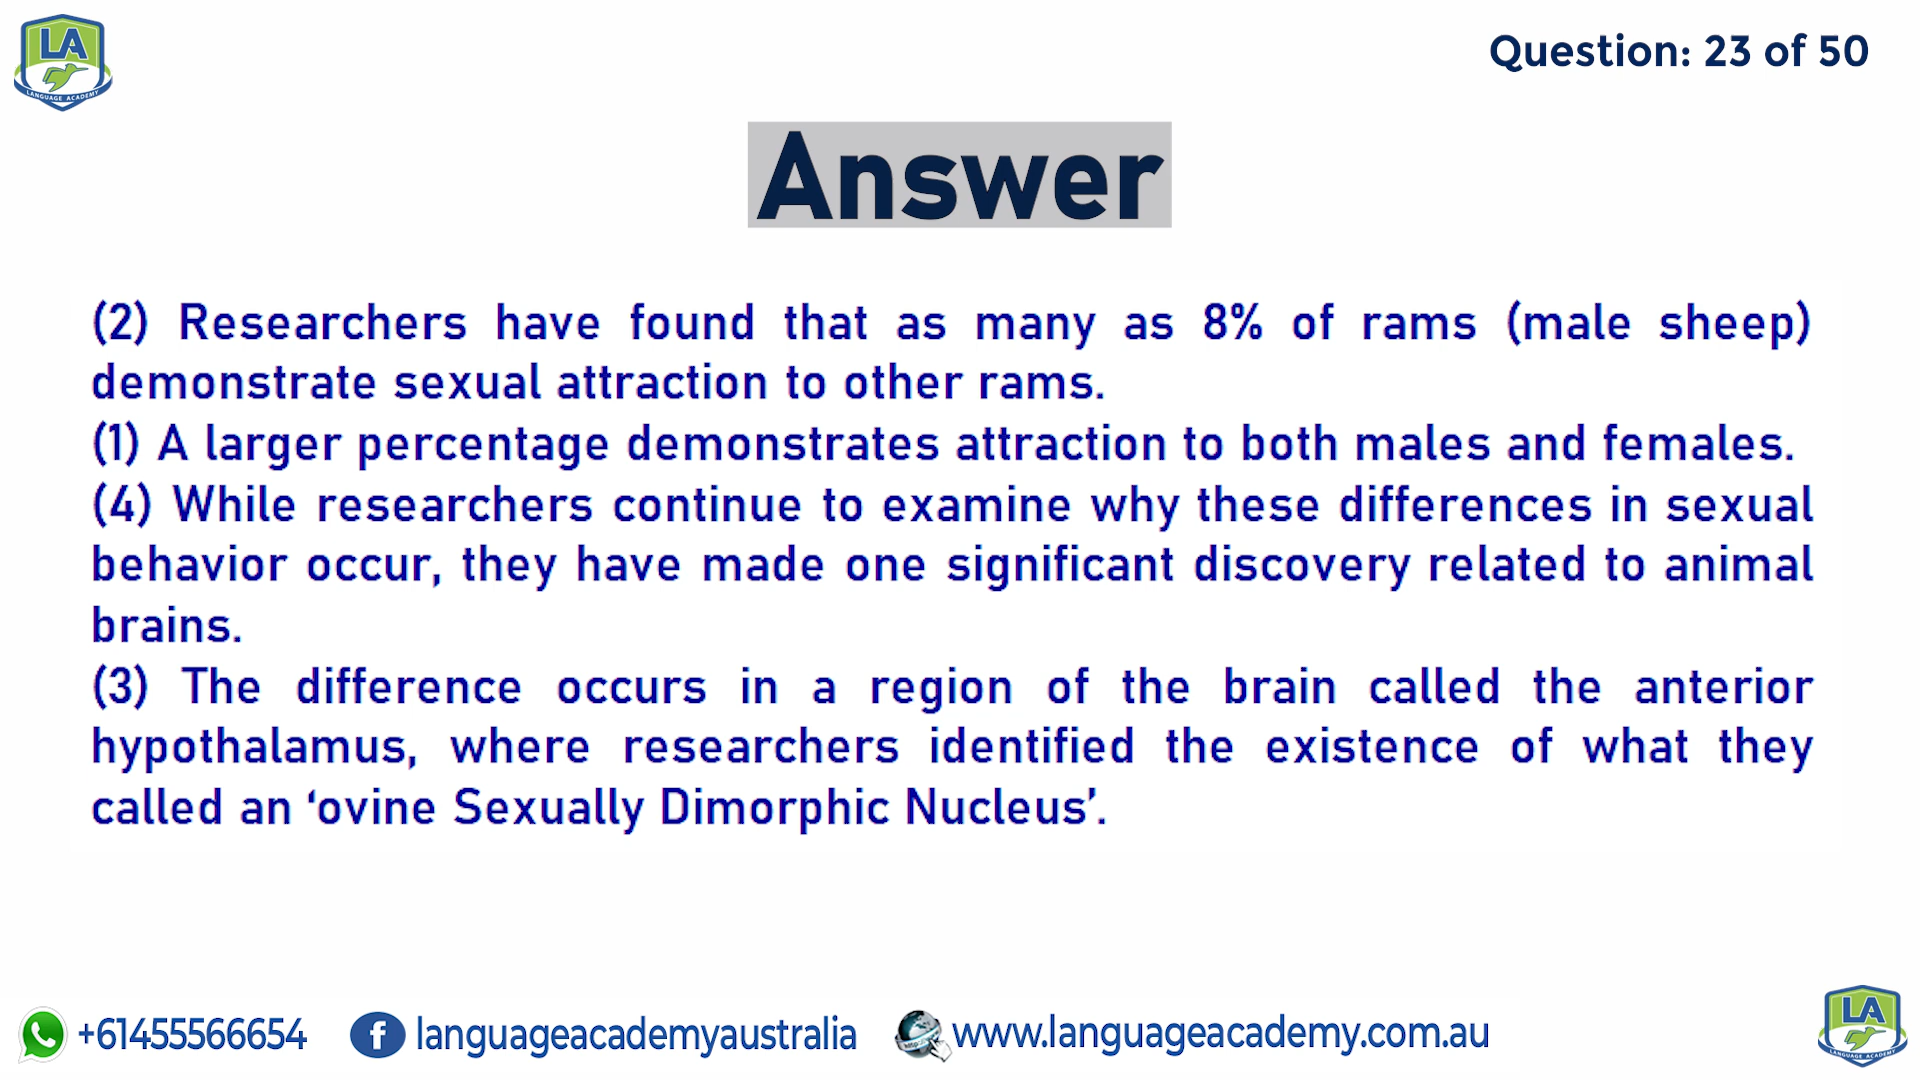 LA
LANGUAGE ACADEMY
Question: 23 of 50
Answer
(2) Researchers have found that as many as 8% of rams (male sheep)
demonstrate sexual attraction to other rams.
(1) A larger percentage demonstrates attraction to both males and females.
(4) While researchers continue to examine why these differences in sexual
behavior occur, they have made one significant discovery related to animal
brains.
(3) The difference occurs in a region of the brain called the anterior
hypothalamus, where researchers identified the existence of what they
called an ‘ovine Sexually Dimorphic Nucleus’.
+61455566654
f
languageacademyaustralia
www.languageacademy.com.au
LA
LANGUAGE ACADEMY